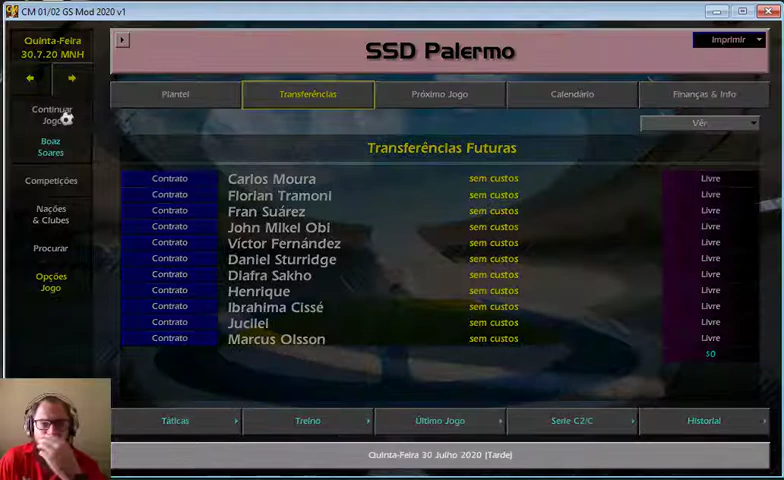 CM 01/02 GS Mod 2020 v1
Quinta-Feira
30.7.20 MNH
Continuar
Jogo
Boaz
Soares
Competições
Nações
& Clubes
Procurar
Opções
Jogo
SSD Palermo
Imprimir
Plantel
Transferências
Próximo Jogo
Calendário
Finanças & Info
Vêr
Transferências Futuras
Contrato Carlos Moura sem custos Livre
Contrato Florian Tramoni sem custos Livre
Contrato Fran Suárez sem custos Livre
Contrato John Mikel Obi sem custos Livre
Contrato Víctor Fernández sem custos Livre
Contrato Daniel Sturridge sem custos Livre
Contrato Diafra Sakho sem custos Livre
Contrato Henrique sem custos Livre
Contrato Ibrahima Cissé sem custos Livre
Contrato Jucilei sem custos Livre
Contrato Marcus Olsson sem custos Livre
Táticas
Treino
Último Jogo
Serie C2/C
Historial
Quinta-Feira 30 Julho 2020 (Tarde)